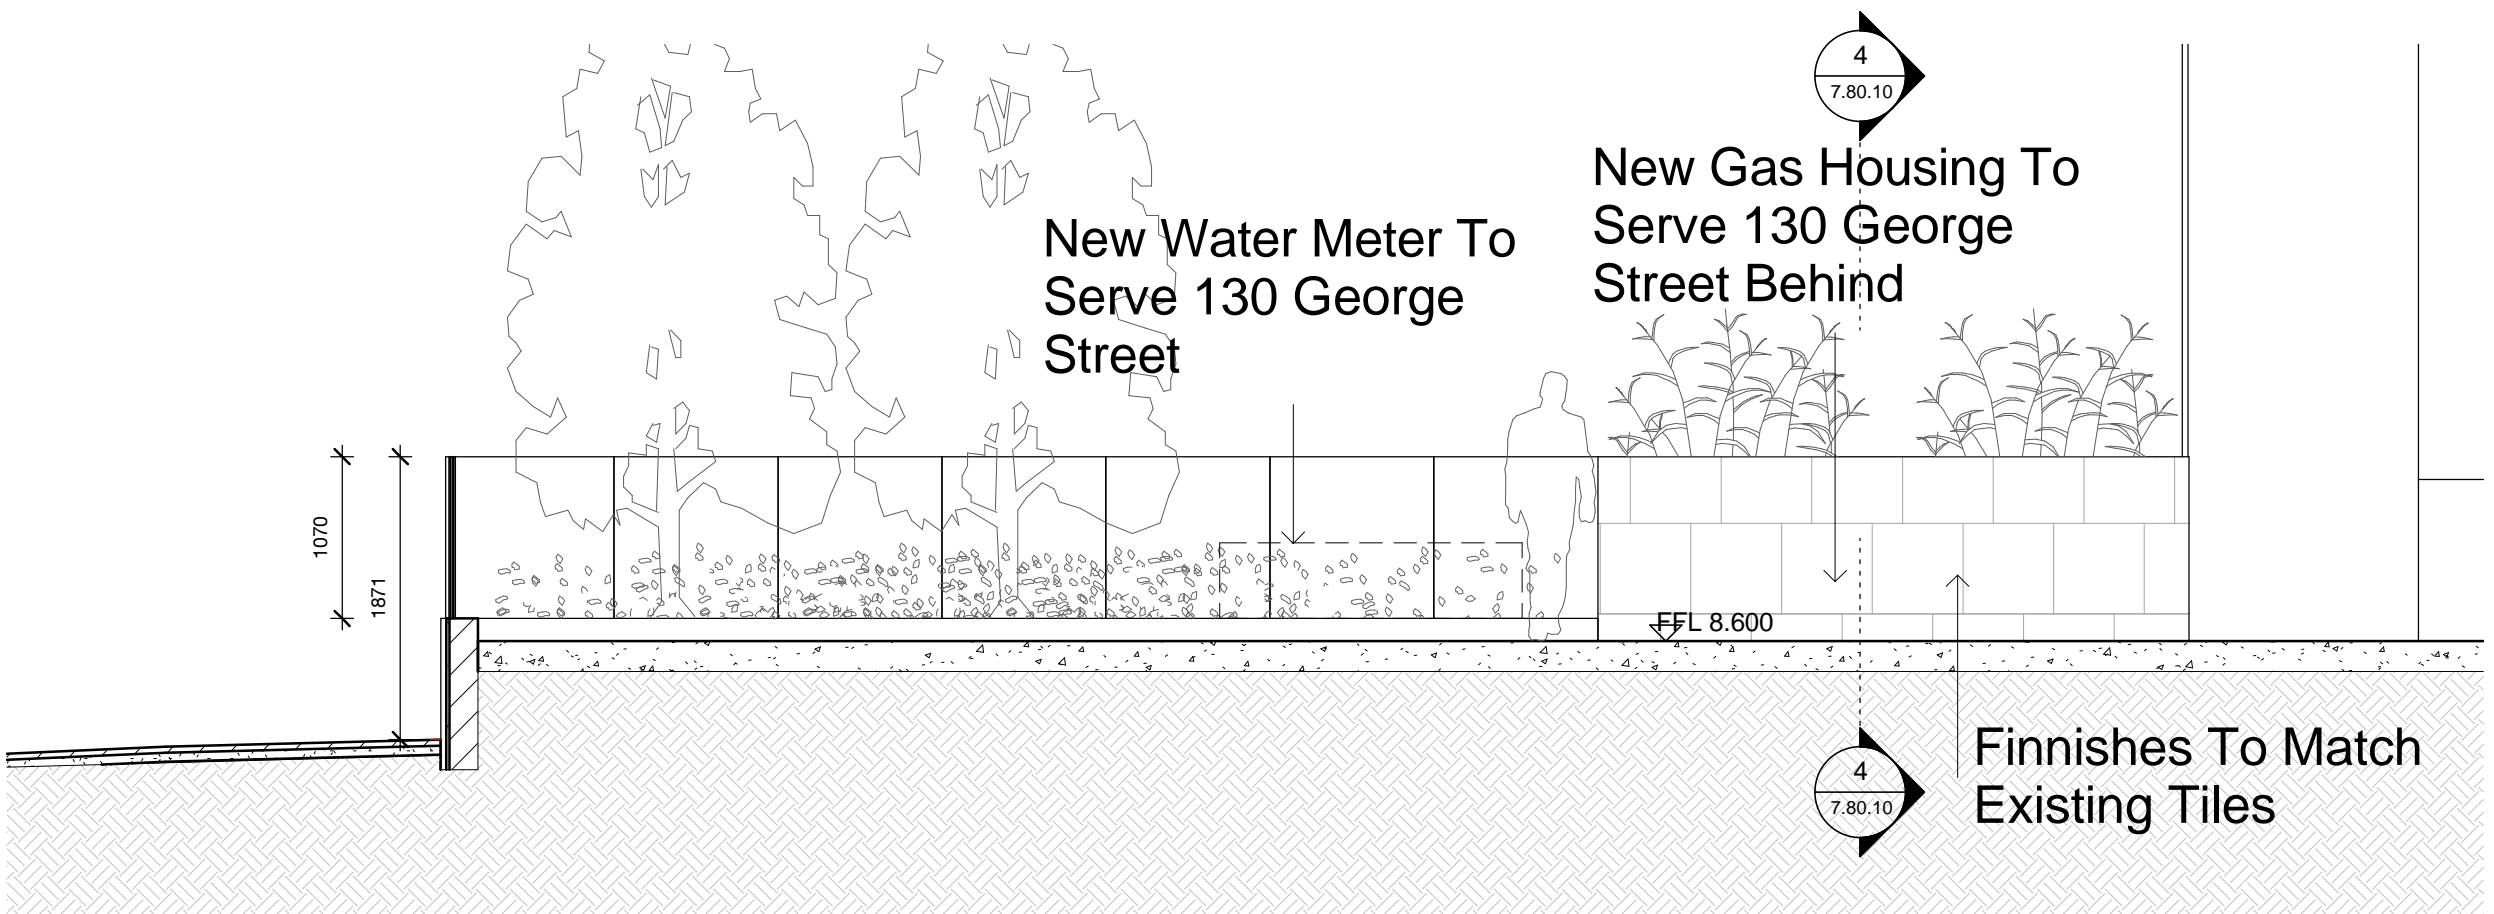 4
7.80.10
New Gas Housing To
Serve 130 George
Street Behind
New Water Meter To
Serve 130 George
Street
1070
1871
FFL 8.600
Finnishes To Match
Existing Tiles
4
7.80.10